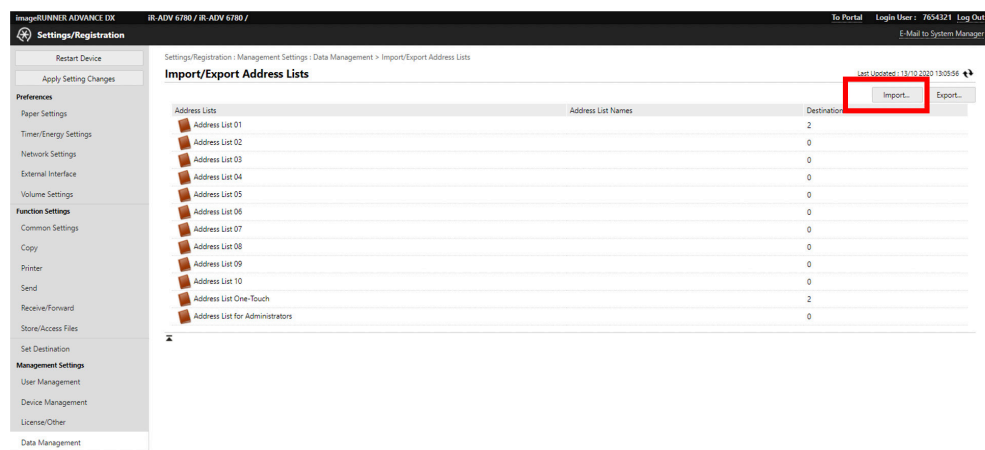 imageRUNNER ADVANCE DX iR-ADV 6780 / iR-ADV 6780 / To Portal Login User : 7654321 Log Out
Settings/Registration E-Mail to System Manager
Restart Device
Apply Setting Changes
Preferences
Paper Settings
Timer/Energy Settings
Network Settings
External Interface
Volume Settings
Function Settings
Common Settings
Copy
Printer
Send
Receive/Forward
Store/Access Files
Set Destination
Management Settings
User Management
Device Management
License/Other
Data Management
Settings/Registration : Management Settings : Data Management > Import/Export Address Lists
Import/Export Address Lists Last Updated : 13/10 2020 13:05:56
Import... Export...
Address Lists Address List Names Destination
Address List 01 2
Address List 02 0
Address List 03 0
Address List 04 0
Address List 05 0
Address List 06 0
Address List 07 0
Address List 08 0
Address List 09 0
Address List 10 0
Address List One-Touch 2
Address List for Administrators 0